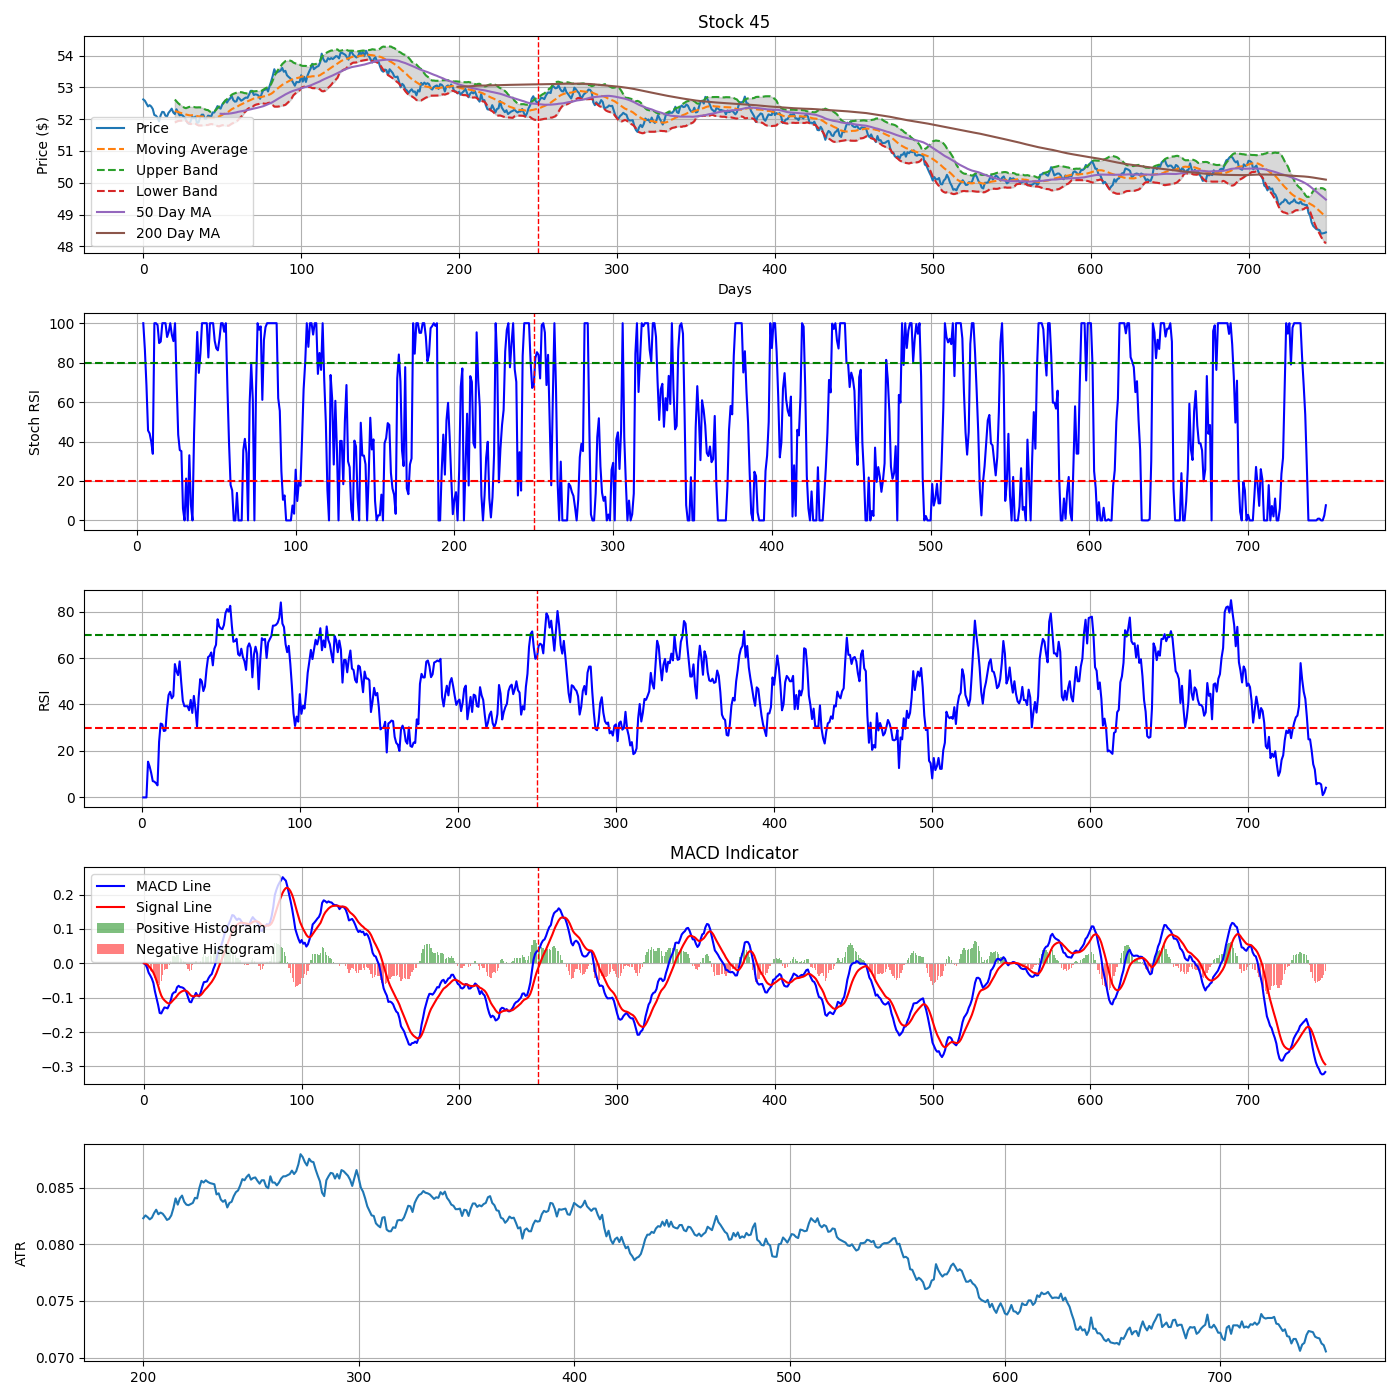 Stock 45
54
53
52
51
50
49
48
Price ($)
Price
Moving Average
Upper Band
Lower Band
50 Day MA
200 Day MA
0 100 200 300 400 500 600 700
Days
100
80
60
40
20
0
Stoch RSI
0 100 200 300 400 500 600 700
80
60
40
20
0
RSI
0 100 200 300 400 500 600 700
MACD Indicator
0.2
0.1
0.0
−0.1
−0.2
−0.3
MACD Line
Signal Line
Positive Histogram
Negative Histogram
0 100 200 300 400 500 600 700
0.085
0.080
0.075
0.070
ATR
200 300 400 500 600 700